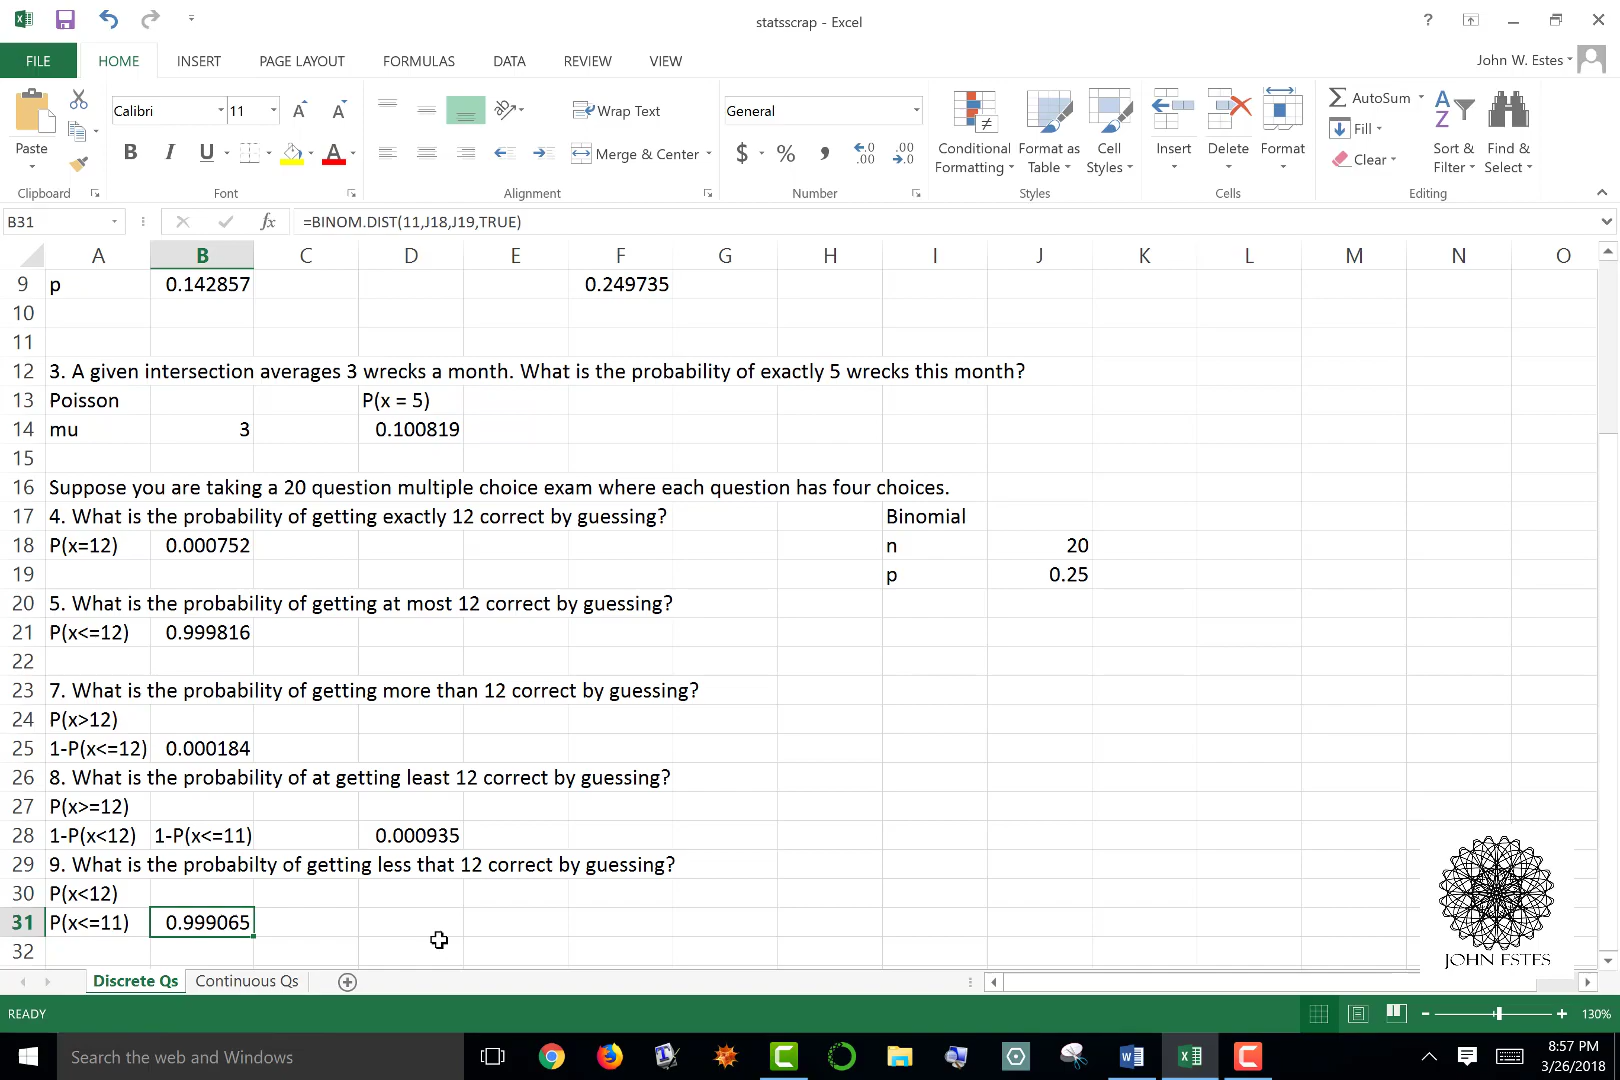 statsscrap - Excel
?
FILE HOME INSERT PAGE LAYOUT FORMULAS DATA REVIEW VIEW
John W. Estes
Paste
Calibri 11
B I U
Wrap Text
Merge & Center
General
$ % ,
Conditional Formatting
Format as Table
Cell Styles
Insert
Delete
Format
AutoSum
Fill
Clear
Sort & Filter
Find & Select
Clipboard Font Alignment Number Styles Cells Editing
B31 fx =BINOM.DIST(11,J18,J19,TRUE)
A B C D E F G H I J K L M N O
9 p 0.142857 0.249735
10
11
12 3. A given intersection averages 3 wrecks a month. What is the probability of exactly 5 wrecks this month?
13 Poisson P(x = 5)
14 mu 3 0.100819
15
16 Suppose you are taking a 20 question multiple choice exam where each question has four choices.
17 4. What is the probability of getting exactly 12 correct by guessing? Binomial
18 P(x=12) 0.000752 n 20
19 p 0.25
20 5. What is the probability of getting at most 12 correct by guessing?
21 P(x<=12) 0.999816
22
23 7. What is the probability of getting more than 12 correct by guessing?
24 P(x>12)
25 1-P(x<=12) 0.000184
26 8. What is the probability of at getting least 12 correct by guessing?
27 P(x>=12)
28 1-P(x<12) 1-P(x<=11) 0.000935
29 9. What is the probabilty of getting less that 12 correct by guessing?
30 P(x<12)
31 P(x<=11) 0.999065
32
JOHN ESTES
Discrete Qs Continuous Qs
READY 130%
Search the web and Windows
8:57 PM
3/26/2018